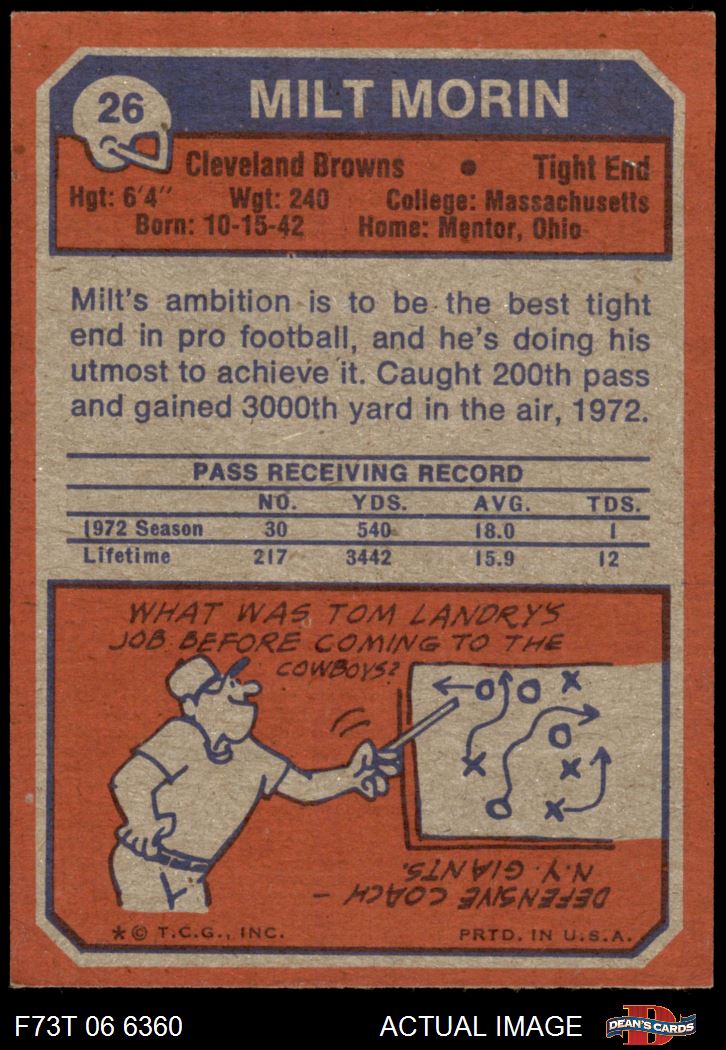 26
MILT MORIN
Cleveland Browns • Tight End
Hgt: 6'4" Wgt: 240 College: Massachusetts
Born: 10-15-42 Home: Mentor, Ohio
Milt's ambition is to be the best tight
end in pro football, and he's doing his
utmost to achieve it. Caught 200th pass
and gained 3000th yard in the air, 1972.
PASS RECEIVING RECORD
NO. YDS. AVG. TDS.
1972 Season 30 540 18.0 1
Lifetime 217 3442 15.9 12
WHAT WAS TOM LANDRY'S
JOB BEFORE COMING TO THE
COWBOYS?
DEFENSIVE COACH –
N.Y. GIANTS.
* © T.C.G., INC. PRTD. IN U.S.A.
F73T 06 6360 ACTUAL IMAGE D DEAN'S CARDS